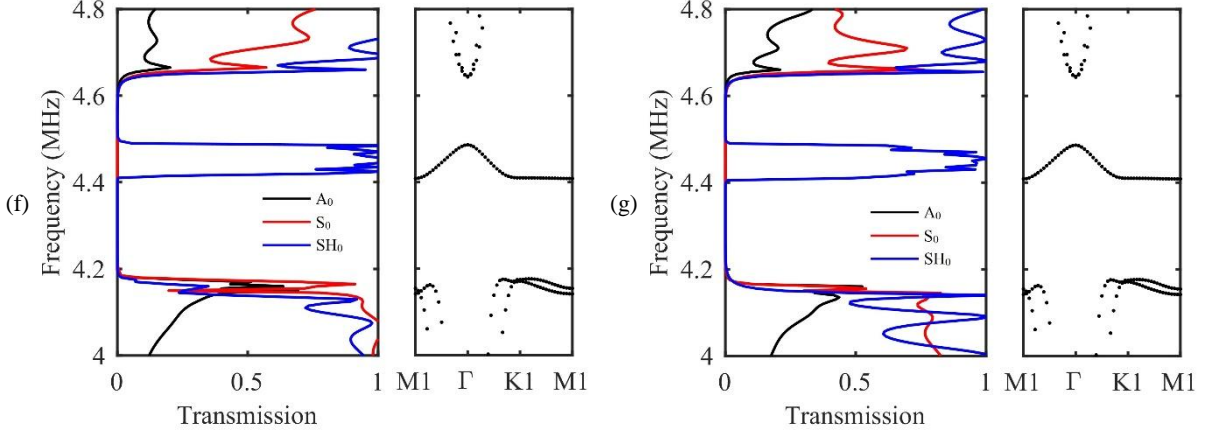 (f)
Frequency (MHz)
4.8
4.6
4.4
4.2
4
A₀
S₀
SH₀
0 0.5 1
Transmission
M1 Γ K1 M1
(g)
Frequency (MHz)
4.8
4.6
4.4
4.2
4
A₀
S₀
SH₀
0 0.5 1
Transmission
M1 Γ K1 M1